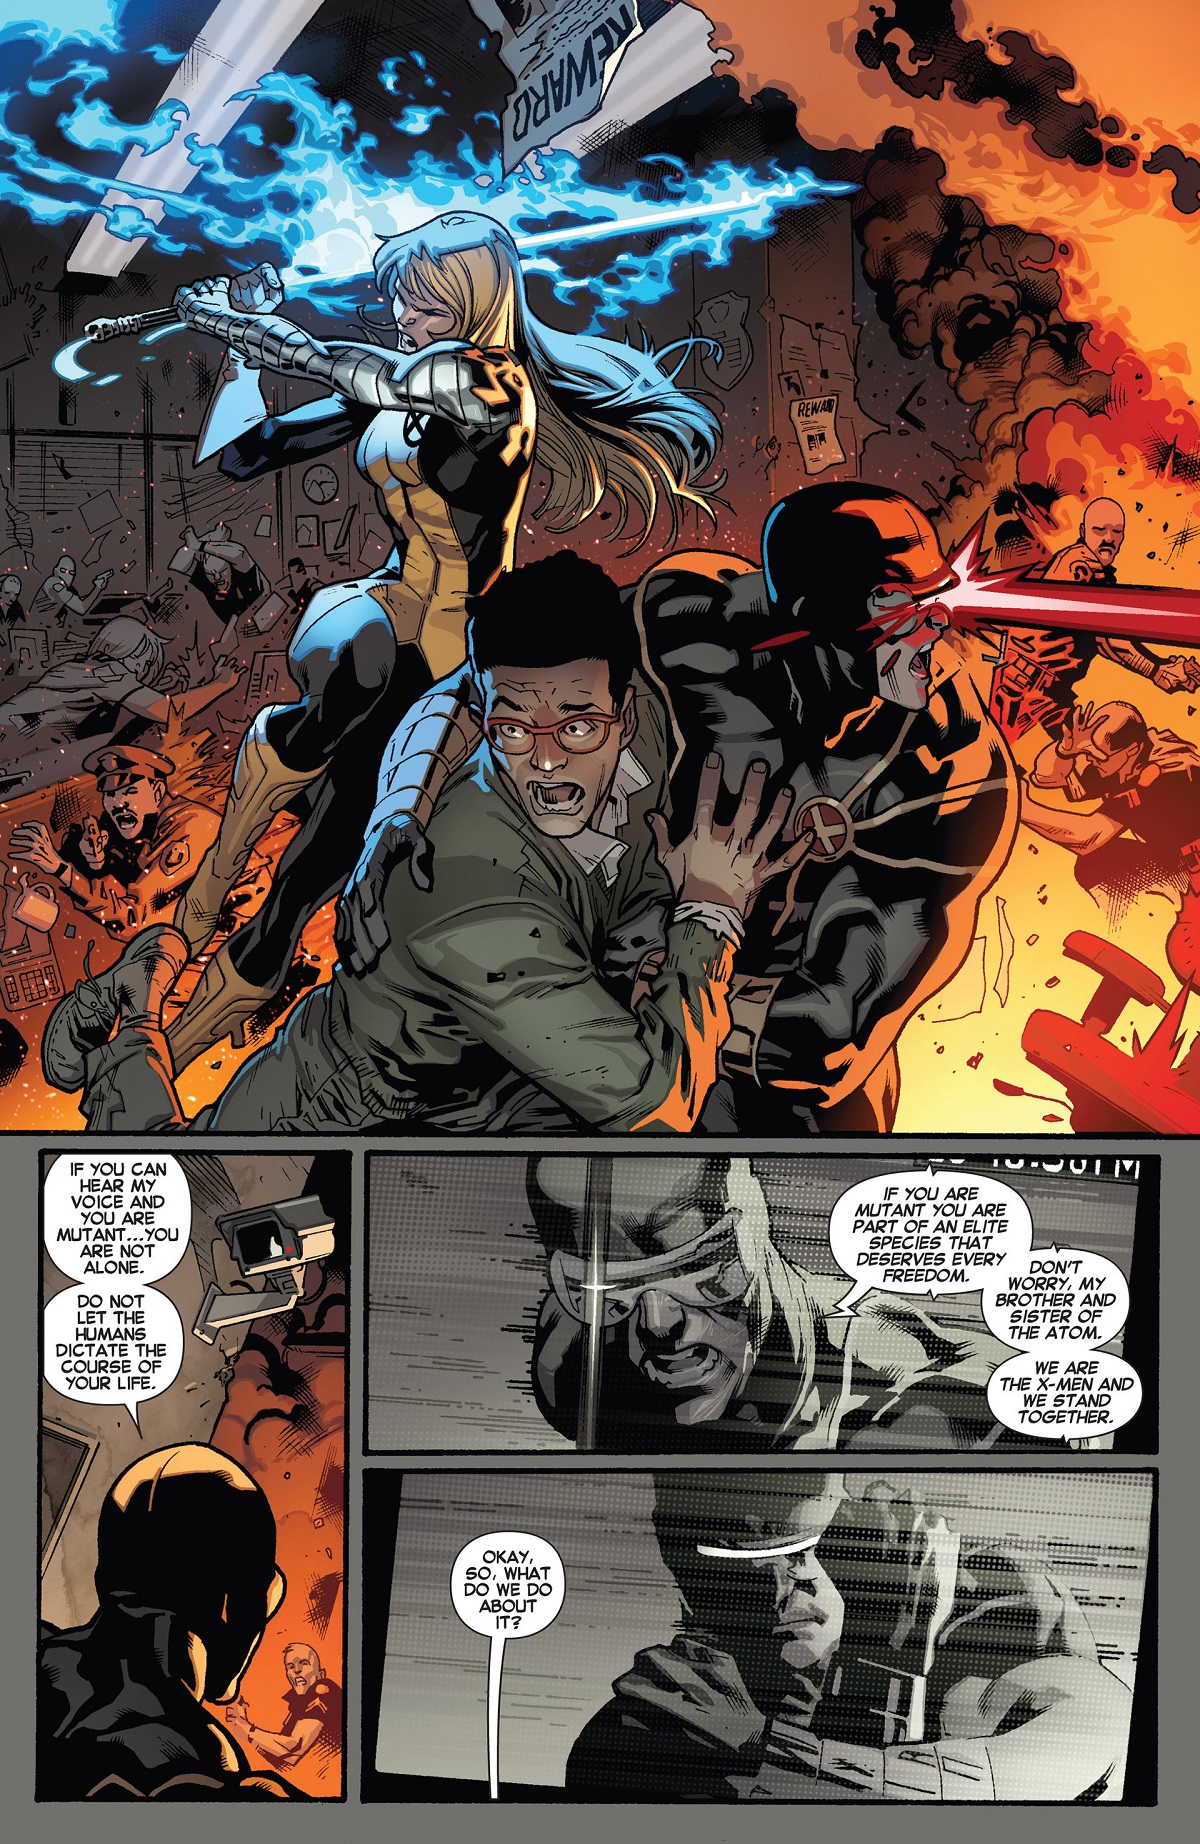 REWARD
REWARD
IF YOU CAN
HEAR MY
VOICE AND
YOU ARE
MUTANT...YOU
ARE NOT
ALONE.
DO NOT
LET THE
HUMANS
DICTATE THE
COURSE OF
YOUR LIFE.
PM
IF YOU ARE
MUTANT YOU ARE
PART OF AN ELITE
SPECIES THAT
DESERVES EVERY
FREEDOM.
DON'T
WORRY, MY
BROTHER AND
SISTER OF
THE ATOM.
WE ARE
THE X-MEN AND
WE STAND
TOGETHER.
OKAY,
SO, WHAT
DO WE DO
ABOUT
IT?